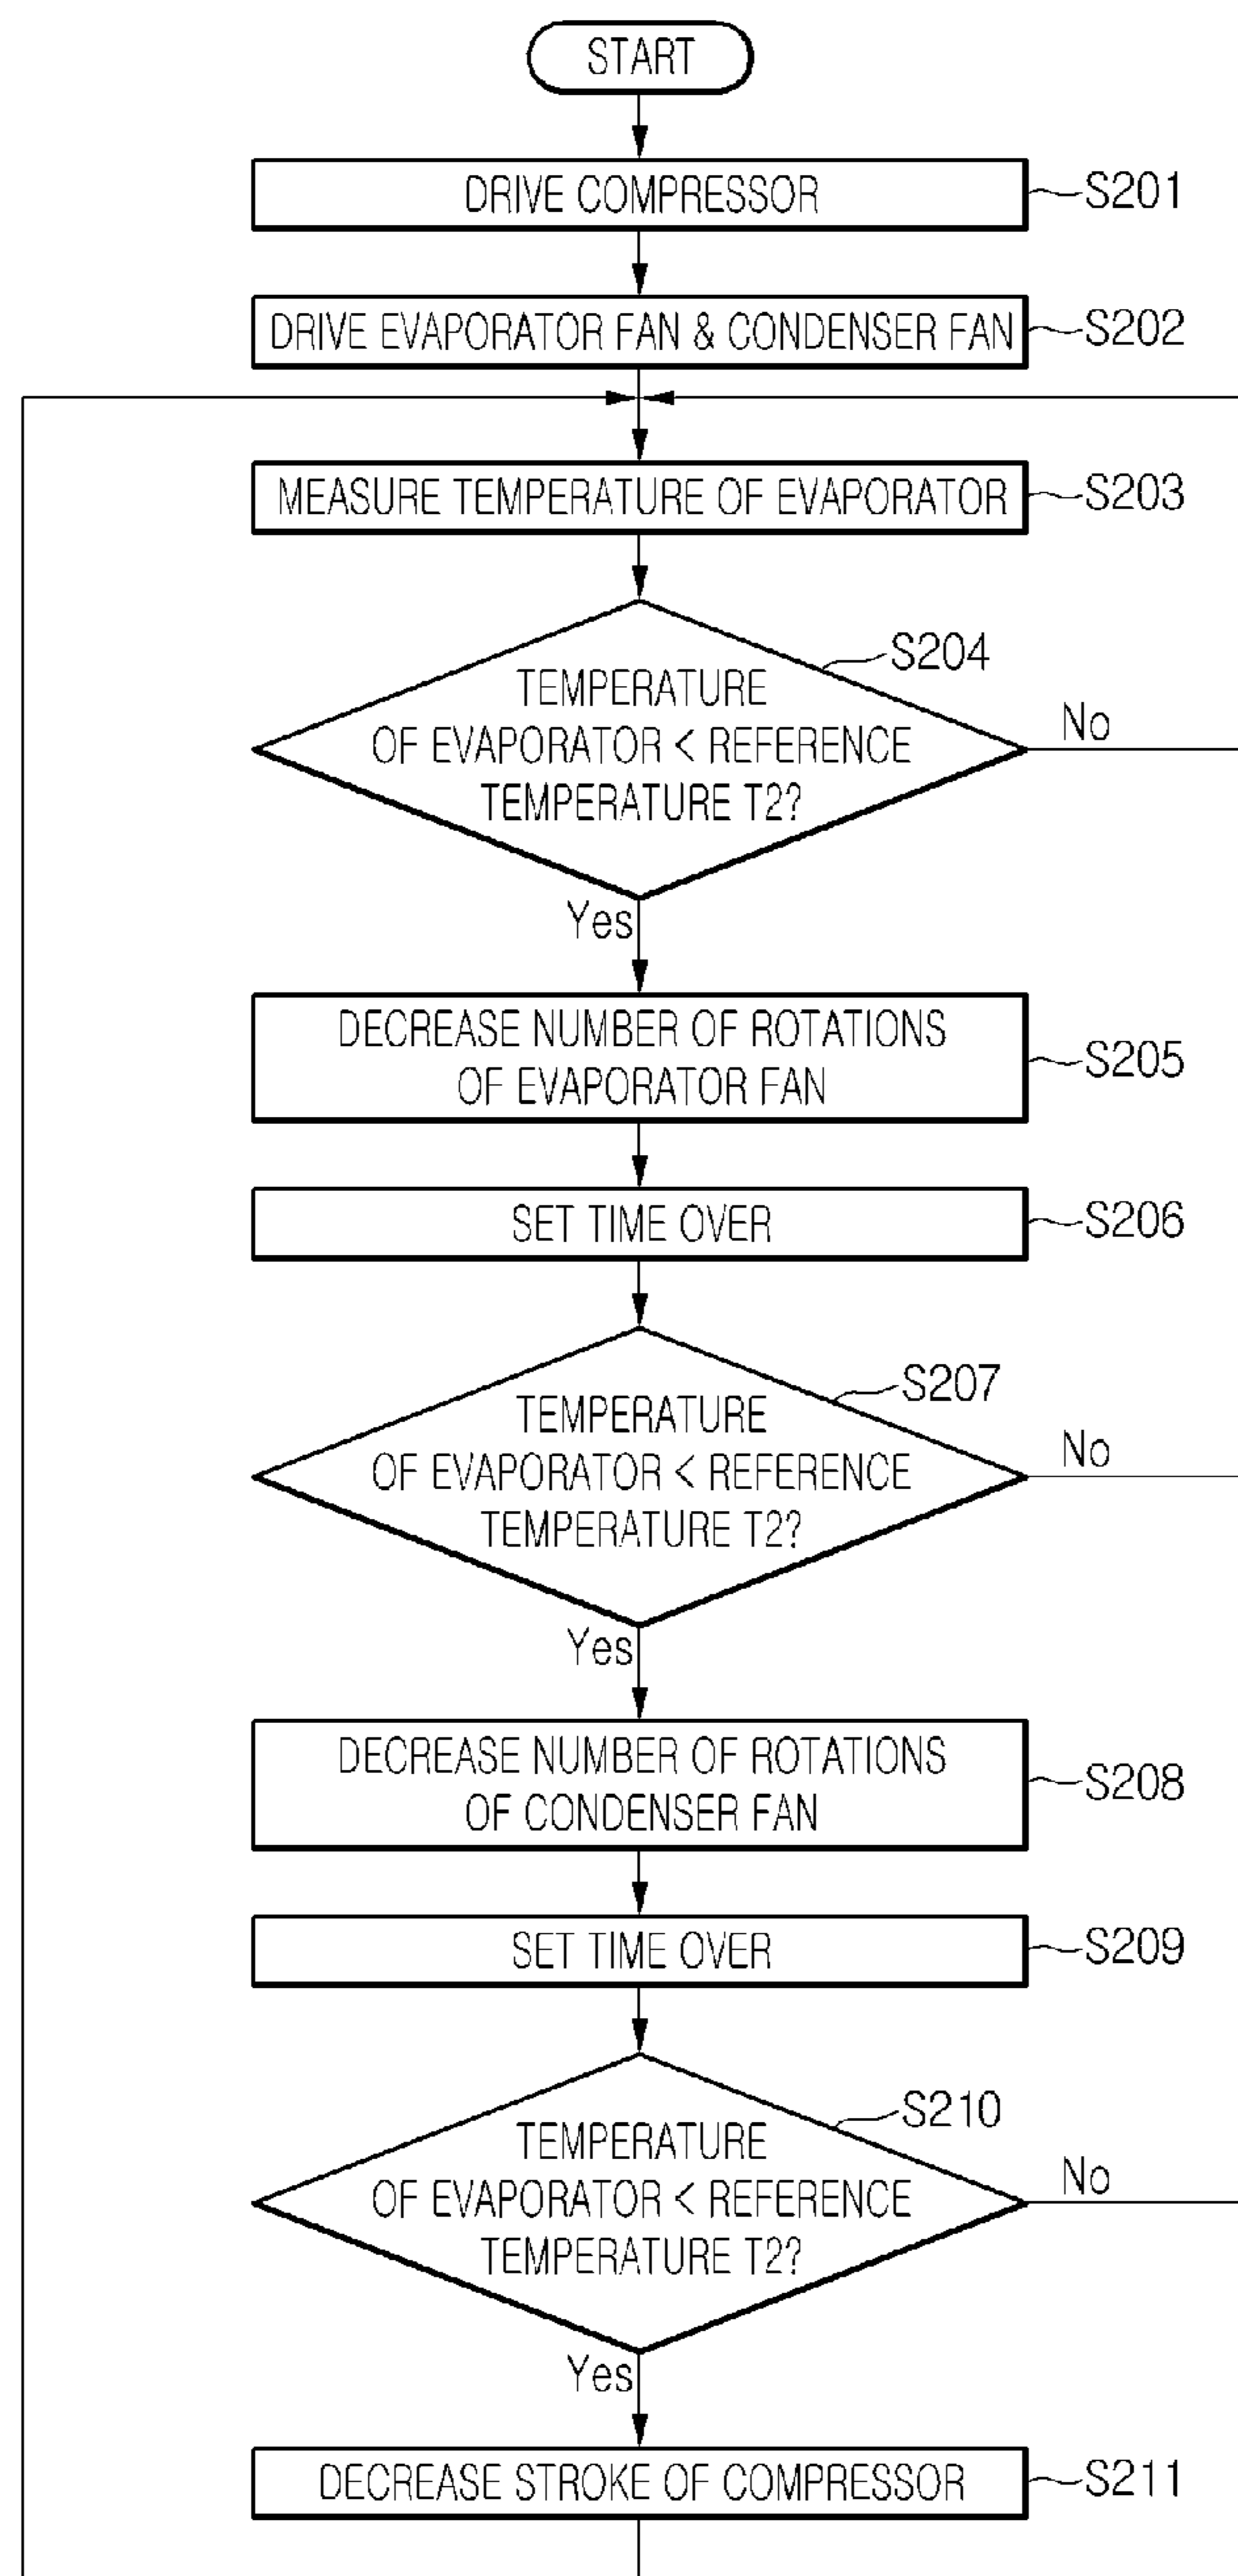 START
DRIVE COMPRESSOR
S201
DRIVE EVAPORATOR FAN & CONDENSER FAN
S202
MEASURE TEMPERATURE OF EVAPORATOR
S203
S204
TEMPERATURE
OF EVAPORATOR < REFERENCE
TEMPERATURE T2?
No
Yes
DECREASE NUMBER OF ROTATIONS
OF EVAPORATOR FAN
S205
SET TIME OVER
S206
S207
TEMPERATURE
OF EVAPORATOR < REFERENCE
TEMPERATURE T2?
No
Yes
DECREASE NUMBER OF ROTATIONS
OF CONDENSER FAN
S208
SET TIME OVER
S209
S210
TEMPERATURE
OF EVAPORATOR < REFERENCE
TEMPERATURE T2?
No
Yes
DECREASE STROKE OF COMPRESSOR
S211